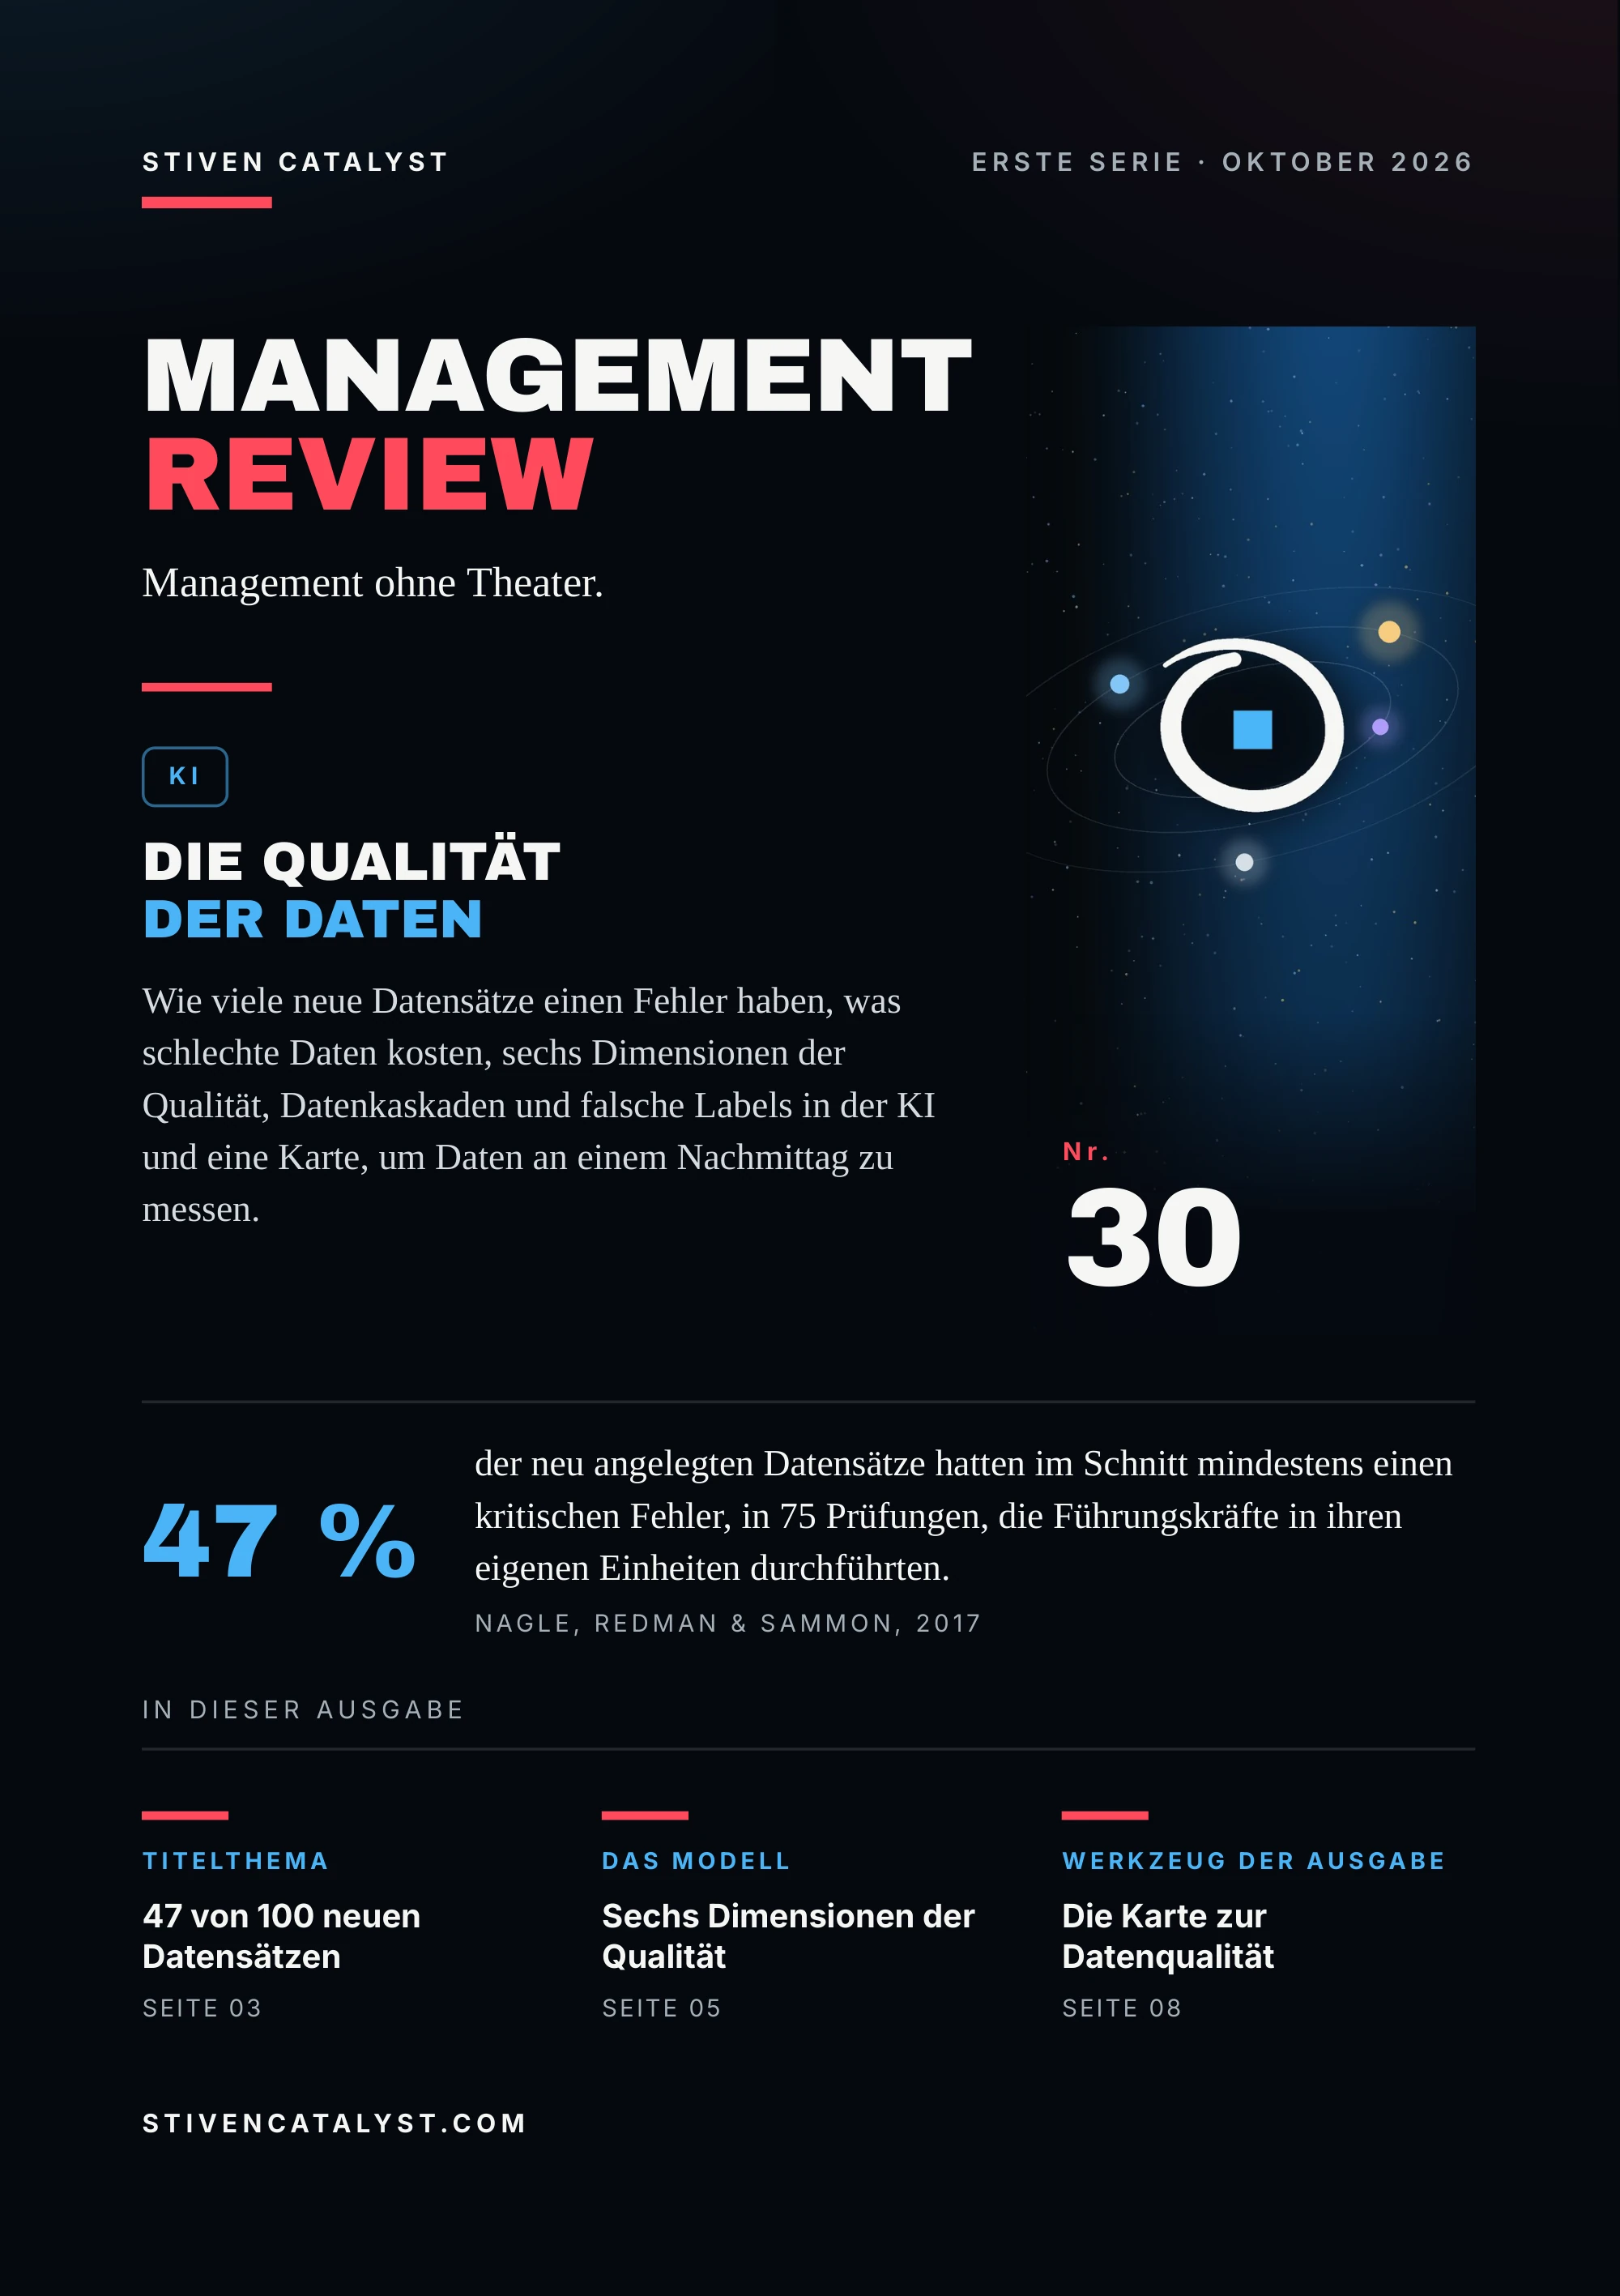 STIVEN CATALYST
ERSTE SERIE · OKTOBER 2026
MANAGEMENT
REVIEW
Management ohne Theater.
KI
DIE QUALITÄT
DER DATEN
Wie viele neue Datensätze einen Fehler haben, was
schlechte Daten kosten, sechs Dimensionen der
Qualität, Datenkaskaden und falsche Labels in der KI
und eine Karte, um Daten an einem Nachmittag zu
messen.
Nr.
30
47 %
der neu angelegten Datensätze hatten im Schnitt mindestens einen
kritischen Fehler, in 75 Prüfungen, die Führungskräfte in ihren
eigenen Einheiten durchführten.
NAGLE, REDMAN & SAMMON, 2017
IN DIESER AUSGABE
TITELTHEMA
47 von 100 neuen
Datensätzen
SEITE 03
DAS MODELL
Sechs Dimensionen der
Qualität
SEITE 05
WERKZEUG DER AUSGABE
Die Karte zur
Datenqualität
SEITE 08
STIVENCATALYST.COM